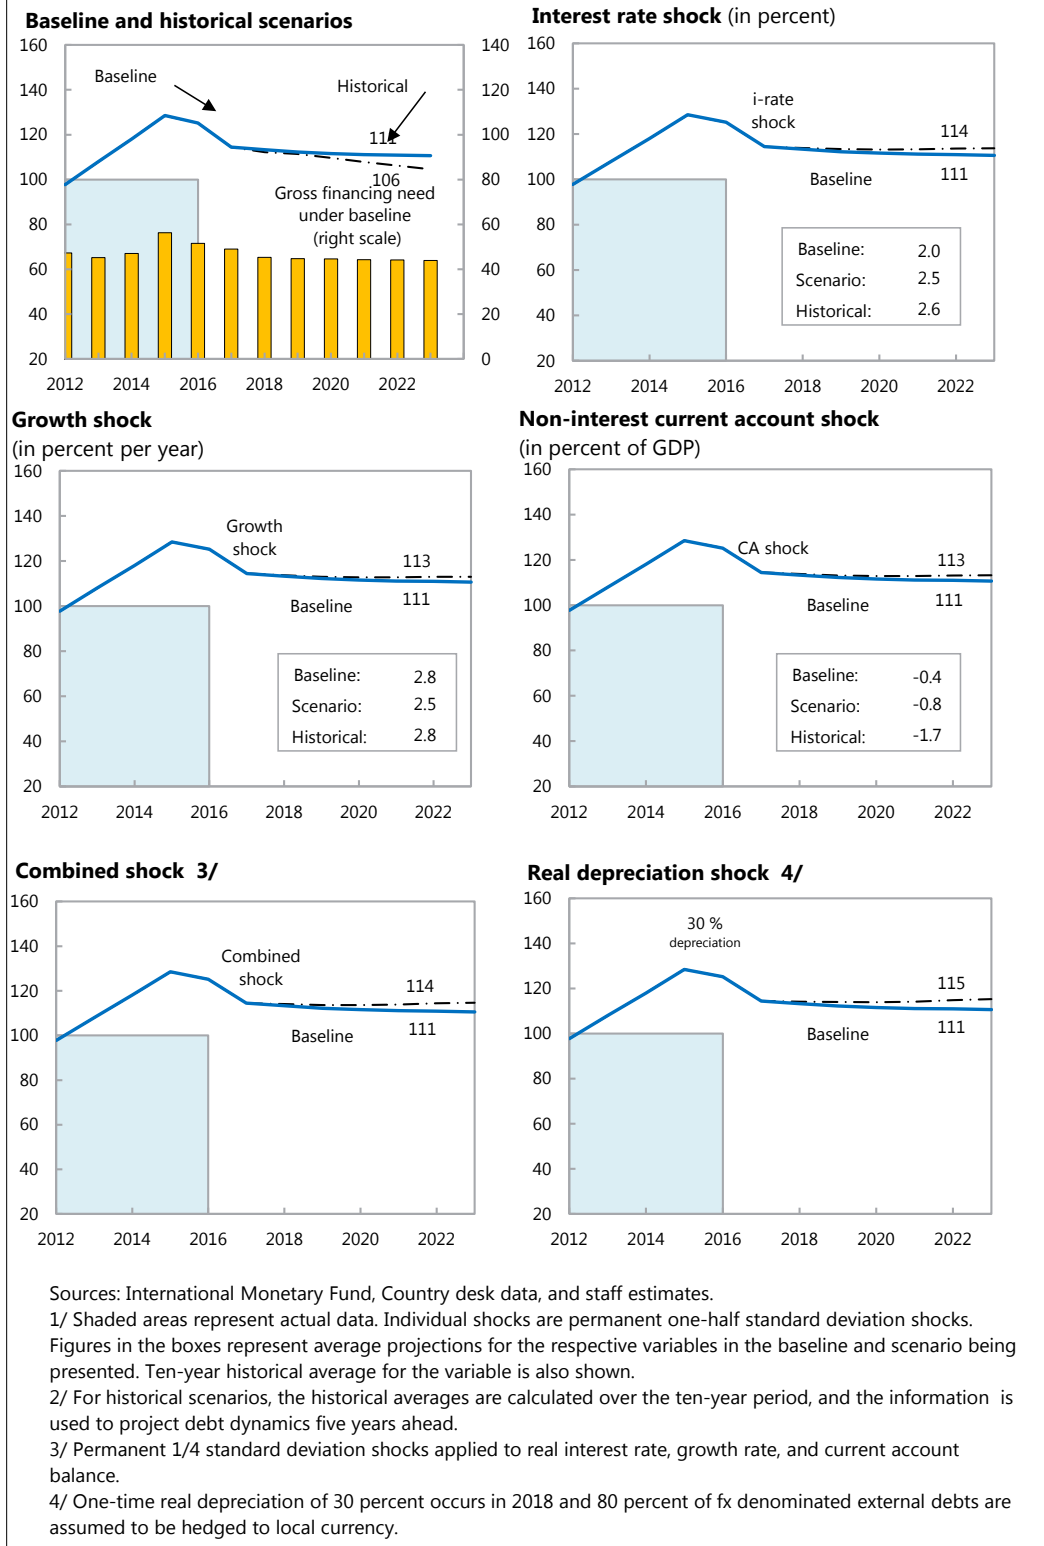 Baseline and historical scenarios
160
140
120
100
80
60
40
20
140
120
100
80
60
40
20
0
Baseline
Historical
111
106
Gross financing need
under baseline
(right scale)
2012 2014 2016 2018 2020 2022
Interest rate shock (in percent)
160
140
120
100
80
60
40
20
i-rate
shock
114
Baseline
111
Baseline: 2.0
Scenario: 2.5
Historical: 2.6
2012 2014 2016 2018 2020 2022
Growth shock
(in percent per year)
160
140
120
100
80
60
40
20
Growth
shock
113
Baseline
111
Baseline: 2.8
Scenario: 2.5
Historical: 2.8
2012 2014 2016 2018 2020 2022
Non-interest current account shock
(in percent of GDP)
160
140
120
100
80
60
40
20
CA shock
113
Baseline
111
Baseline: -0.4
Scenario: -0.8
Historical: -1.7
2012 2014 2016 2018 2020 2022
Combined shock 3/
160
140
120
100
80
60
40
20
Combined
shock
114
Baseline
111
2012 2014 2016 2018 2020 2022
Real depreciation shock 4/
160
140
120
100
80
60
40
20
30 %
depreciation
115
Baseline
111
2012 2014 2016 2018 2020 2022
Sources: International Monetary Fund, Country desk data, and staff estimates.
1/ Shaded areas represent actual data. Individual shocks are permanent one-half standard deviation shocks.
Figures in the boxes represent average projections for the respective variables in the baseline and scenario being
presented. Ten-year historical average for the variable is also shown.
2/ For historical scenarios, the historical averages are calculated over the ten-year period, and the information is
used to project debt dynamics five years ahead.
3/ Permanent 1/4 standard deviation shocks applied to real interest rate, growth rate, and current account
balance.
4/ One-time real depreciation of 30 percent occurs in 2018 and 80 percent of fx denominated external debts are
assumed to be hedged to local currency.